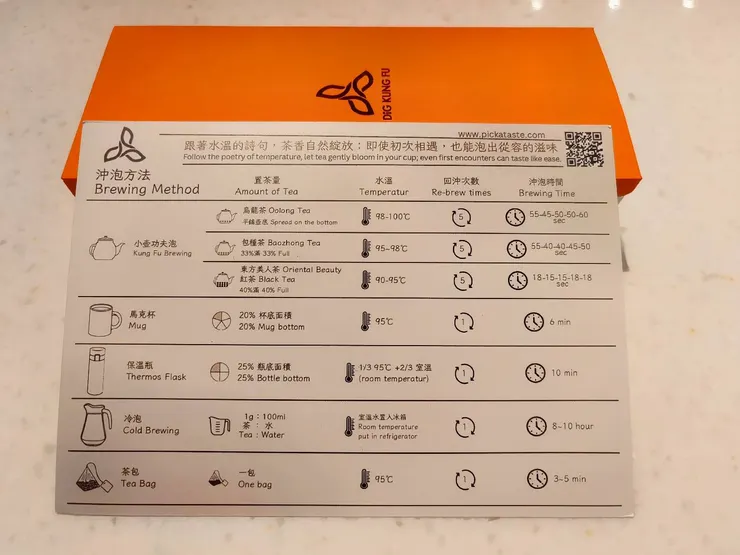 DIG KUNG FU
www.pickataste.com
跟著水溫的詩句，茶香自然綻放；即使初次相遇，也能泡出從容的滋味
Follow the poetry of temperature, let tea gently bloom in your cup; even first encounters can taste like ease.
沖泡方法
Brewing Method
置茶量
Amount of Tea
水溫
Temperatur
回沖次數
Re-brew times
沖泡時間
Brewing Time
小壺功夫泡
Kung Fu Brewing
烏龍茶 Oolong Tea
平鋪壺底 Spread on the bottom
98-100℃
5
55-45-50-50-60
sec
包種茶 Baozhong Tea
33%滿 33% Full
95-98℃
5
55-40-40-45-50
sec
東方美人茶 Oriental Beauty
紅茶 Black Tea
40%滿 40% Full
90-95℃
5
18-15-15-18-18
sec
馬克杯
Mug
20% 杯底面積
20% Mug bottom
95℃
1
6 min
保溫瓶
Thermos Flask
25% 瓶底面積
25% Bottle bottom
1/3 95℃ +2/3 室溫
(room temperatur)
1
10 min
冷泡
Cold Brewing
1g：100ml
茶：水
Tea：Water
室溫水置入冰箱
Room temperature
put in refrigerator
1
8-10 hour
茶包
Tea Bag
一包
One bag
95℃
1
3-5 min